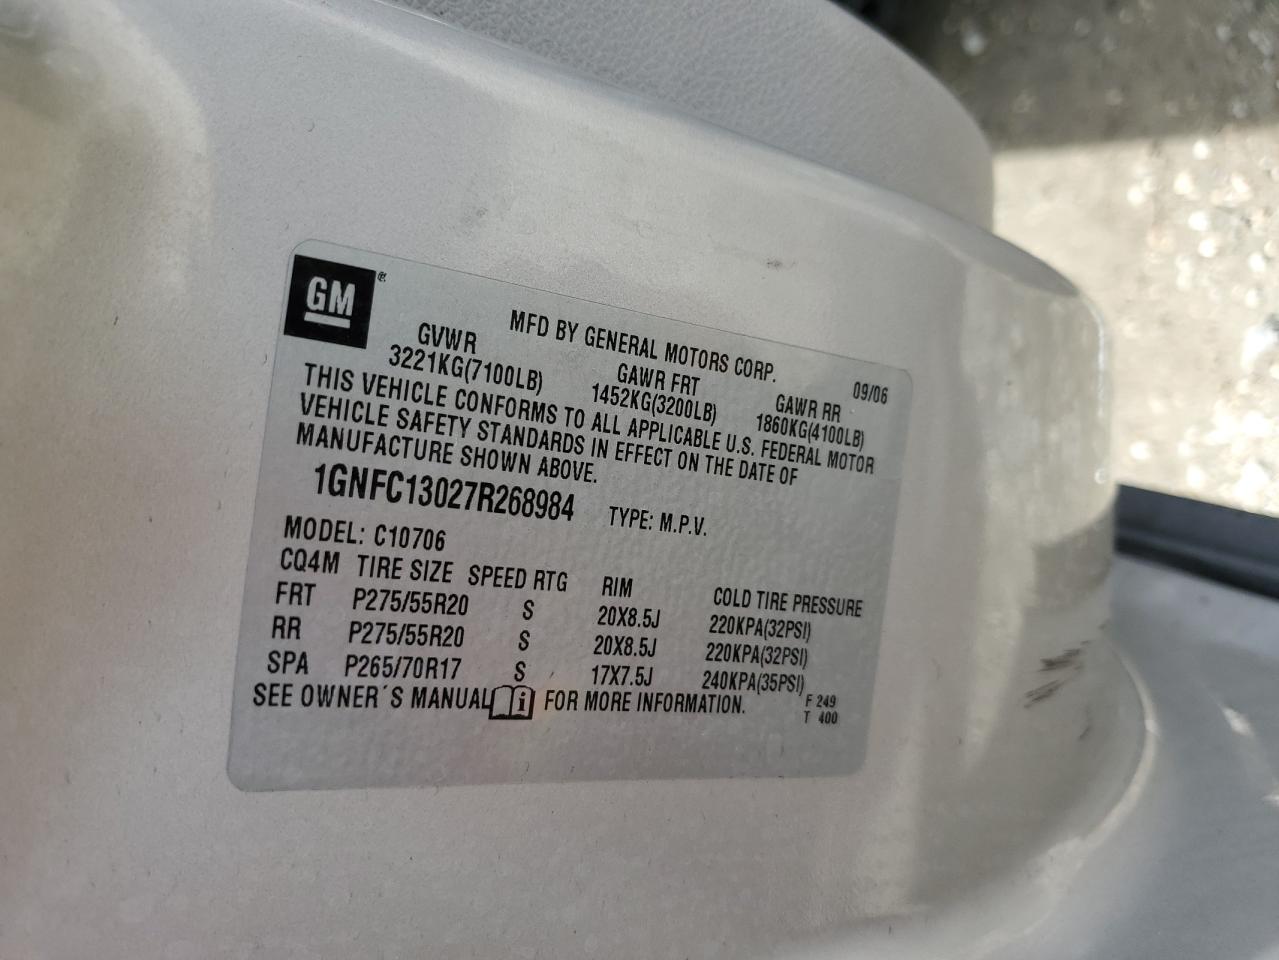 GM ®
MFD BY GENERAL MOTORS CORP. 09/06
GVWR GAWR FRT GAWR RR
3221KG(7100LB) 1452KG(3200LB) 1860KG(4100LB)
THIS VEHICLE CONFORMS TO ALL APPLICABLE U.S. FEDERAL MOTOR
VEHICLE SAFETY STANDARDS IN EFFECT ON THE DATE OF
MANUFACTURE SHOWN ABOVE.
1GNFC13027R268984 TYPE: M.P.V.
MODEL: C10706
CQ4M TIRE SIZE SPEED RTG RIM COLD TIRE PRESSURE
FRT P275/55R20 S 20X8.5J 220KPA(32PSI)
RR P275/55R20 S 20X8.5J 220KPA(32PSI)
SPA P265/70R17 S 17X7.5J 240KPA(35PSI)
SEE OWNER´S MANUAL i FOR MORE INFORMATION. F 249
T 400